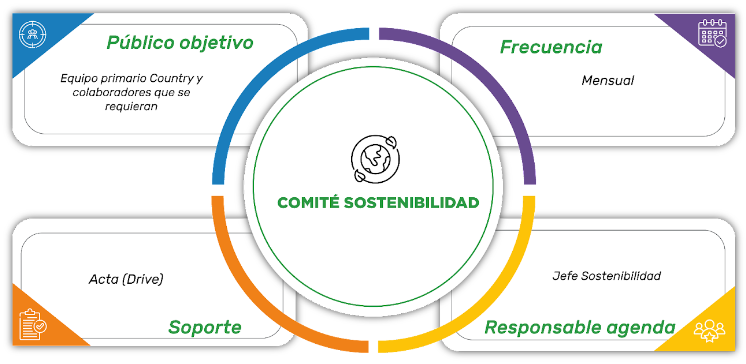 Público objetivo
Equipo primario Country y
colaboradores que se
requieran
Frecuencia
Mensual
COMITÉ SOSTENIBILIDAD
Acta (Drive)
Soporte
Jefe Sostenibilidad
Responsable agenda